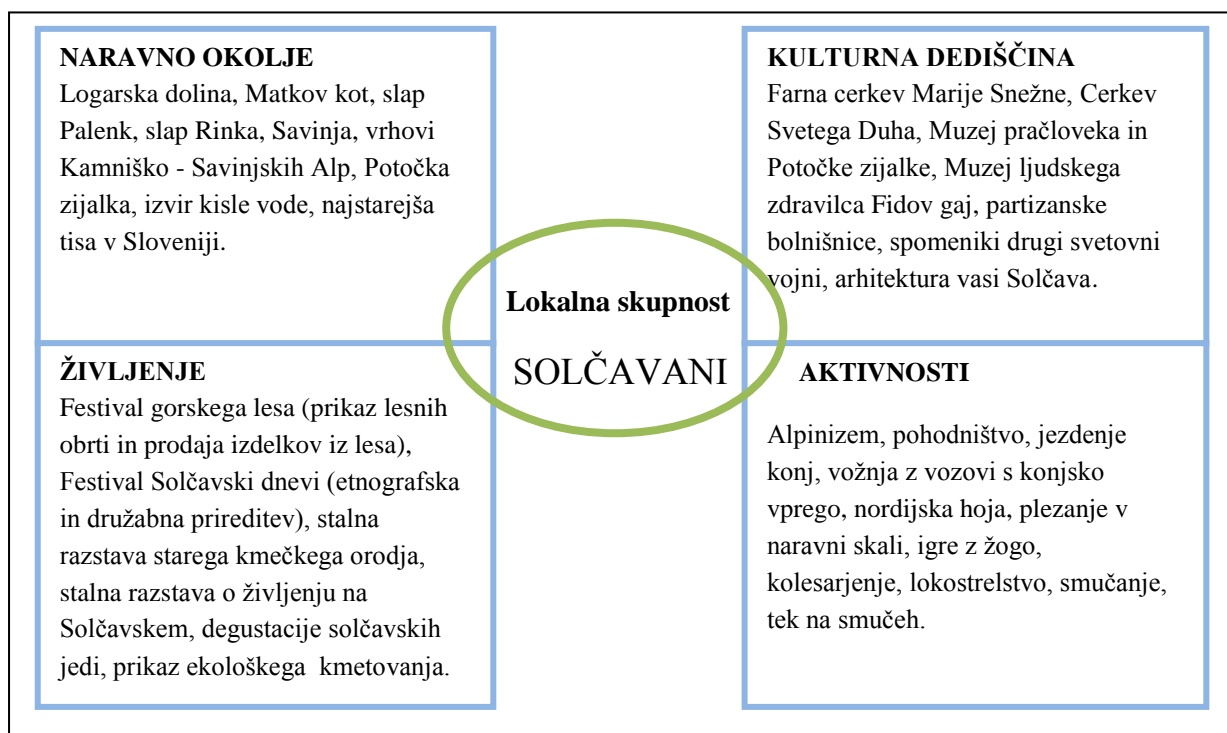 NARAVNO OKOLJE
Logarska dolina, Matkov kot, slap
Palenk, slap Rinka, Savinja, vrhovi
Kamniško - Savinjskih Alp, Potočka
zijalka, izvir kisle vode, najstarejša
tisa v Sloveniji.
KULTURNA DEDIŠČINA
Farna cerkev Marije Snežne, Cerkev
Svetega Duha, Muzej pračloveka in
Potočke zijalke, Muzej ljudskega
zdravilca Fidov gaj, partizanske
bolnišnice, spomeniki drugi svetovni
vojni, arhitektura vasi Solčava.
Lokalna skupnost
SOLČAVANI
ŽIVLJENJE
Festival gorskega lesa (prikaz lesnih
obrti in prodaja izdelkov iz lesa),
Festival Solčavski dnevi (etnografska
in družabna prireditev), stalna
razstava starega kmečkega orodja,
stalna razstava o življenju na
Solčavskem, degustacije solčavskih
jedi, prikaz ekološkega kmetovanja.
AKTIVNOSTI
Alpinizem, pohodništvo, jezdenje
konj, vožnja z vozovi s konjsko
vprego, nordijska hoja, plezanje v
naravni skali, igre z žogo,
kolesarjenje, lokostrelstvo, smučanje,
tek na smučeh.